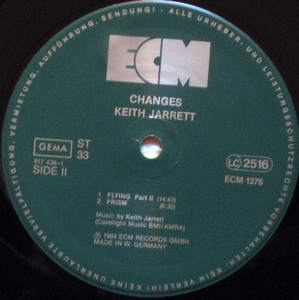 ECM
CHANGES
KEITH JARRETT
GEMA
ST
33
817 436-1
SIDE II
LC 2516
ECM 1276
1. FLYING Part II (14:43)
2. PRISM (6:30)
Music by Keith Jarrett
(Cavelight Music BMI/AMRA)
℗ 1984 ECM RECORDS GMBH
MADE IN W. GERMANY
ALLE URHEBER- UND LEISTUNGSSCHUTZRECHTE VORBEHALTEN · KEIN VERLEIH! KEINE UNERLAUBTE VERVIELFÄLTIGUNG, VERMIETUNG, AUFFÜHRUNG, SENDUNG! -